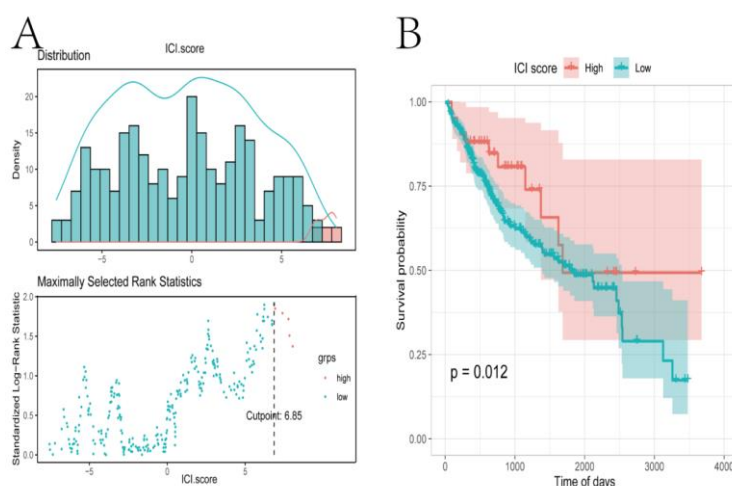 A
ICI.score
Distribution
Density
20
15
10
5
0
−5
0
5
Maximally Selected Rank Statistics
Standardized Log−Rank Statistic
2.0
1.5
1.0
0.5
0.0
grps
high
low
Cutpoint: 6.85
−5
0
5
ICI.score
B
ICI score
High
Low
Survival probability
1.00
0.75
0.50
0.25
0.00
p = 0.012
0
1000
2000
3000
4000
Time of days